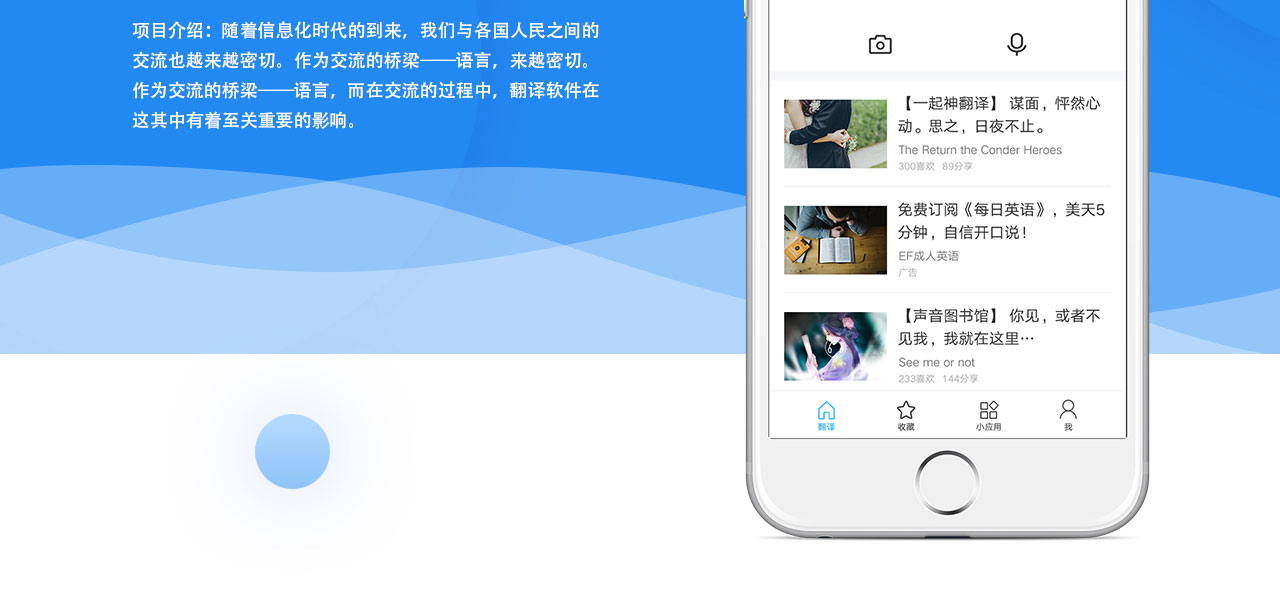 项目介绍：随着信息化时代的到来，我们与各国人民之间的
交流也越来越密切。作为交流的桥梁——语言，来越密切。
作为交流的桥梁——语言，而在交流的过程中，翻译软件在
这其中有着至关重要的影响。
【一起神翻译】 谋面，怦然心
动。思之，日夜不止。
The Return the Conder Heroes
300喜欢 89分享
免费订阅《每日英语》，美天5
分钟，自信开口说！
EF成人英语
广告
【声音图书馆】 你见，或者不
见我，我就在这里…
See me or not
233喜欢 144分享
翻译 收藏 小应用 我